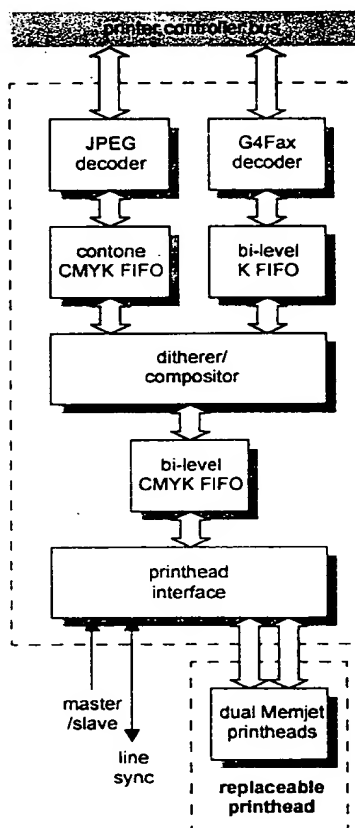 printer controller bus
JPEG
decoder
G4Fax
decoder
contone
CMYK FIFO
bi-level
K FIFO
ditherer/
compositor
bi-level
CMYK FIFO
printhead
interface
master
/slave
line
sync
dual Memjet
printheads
replaceable
printhead